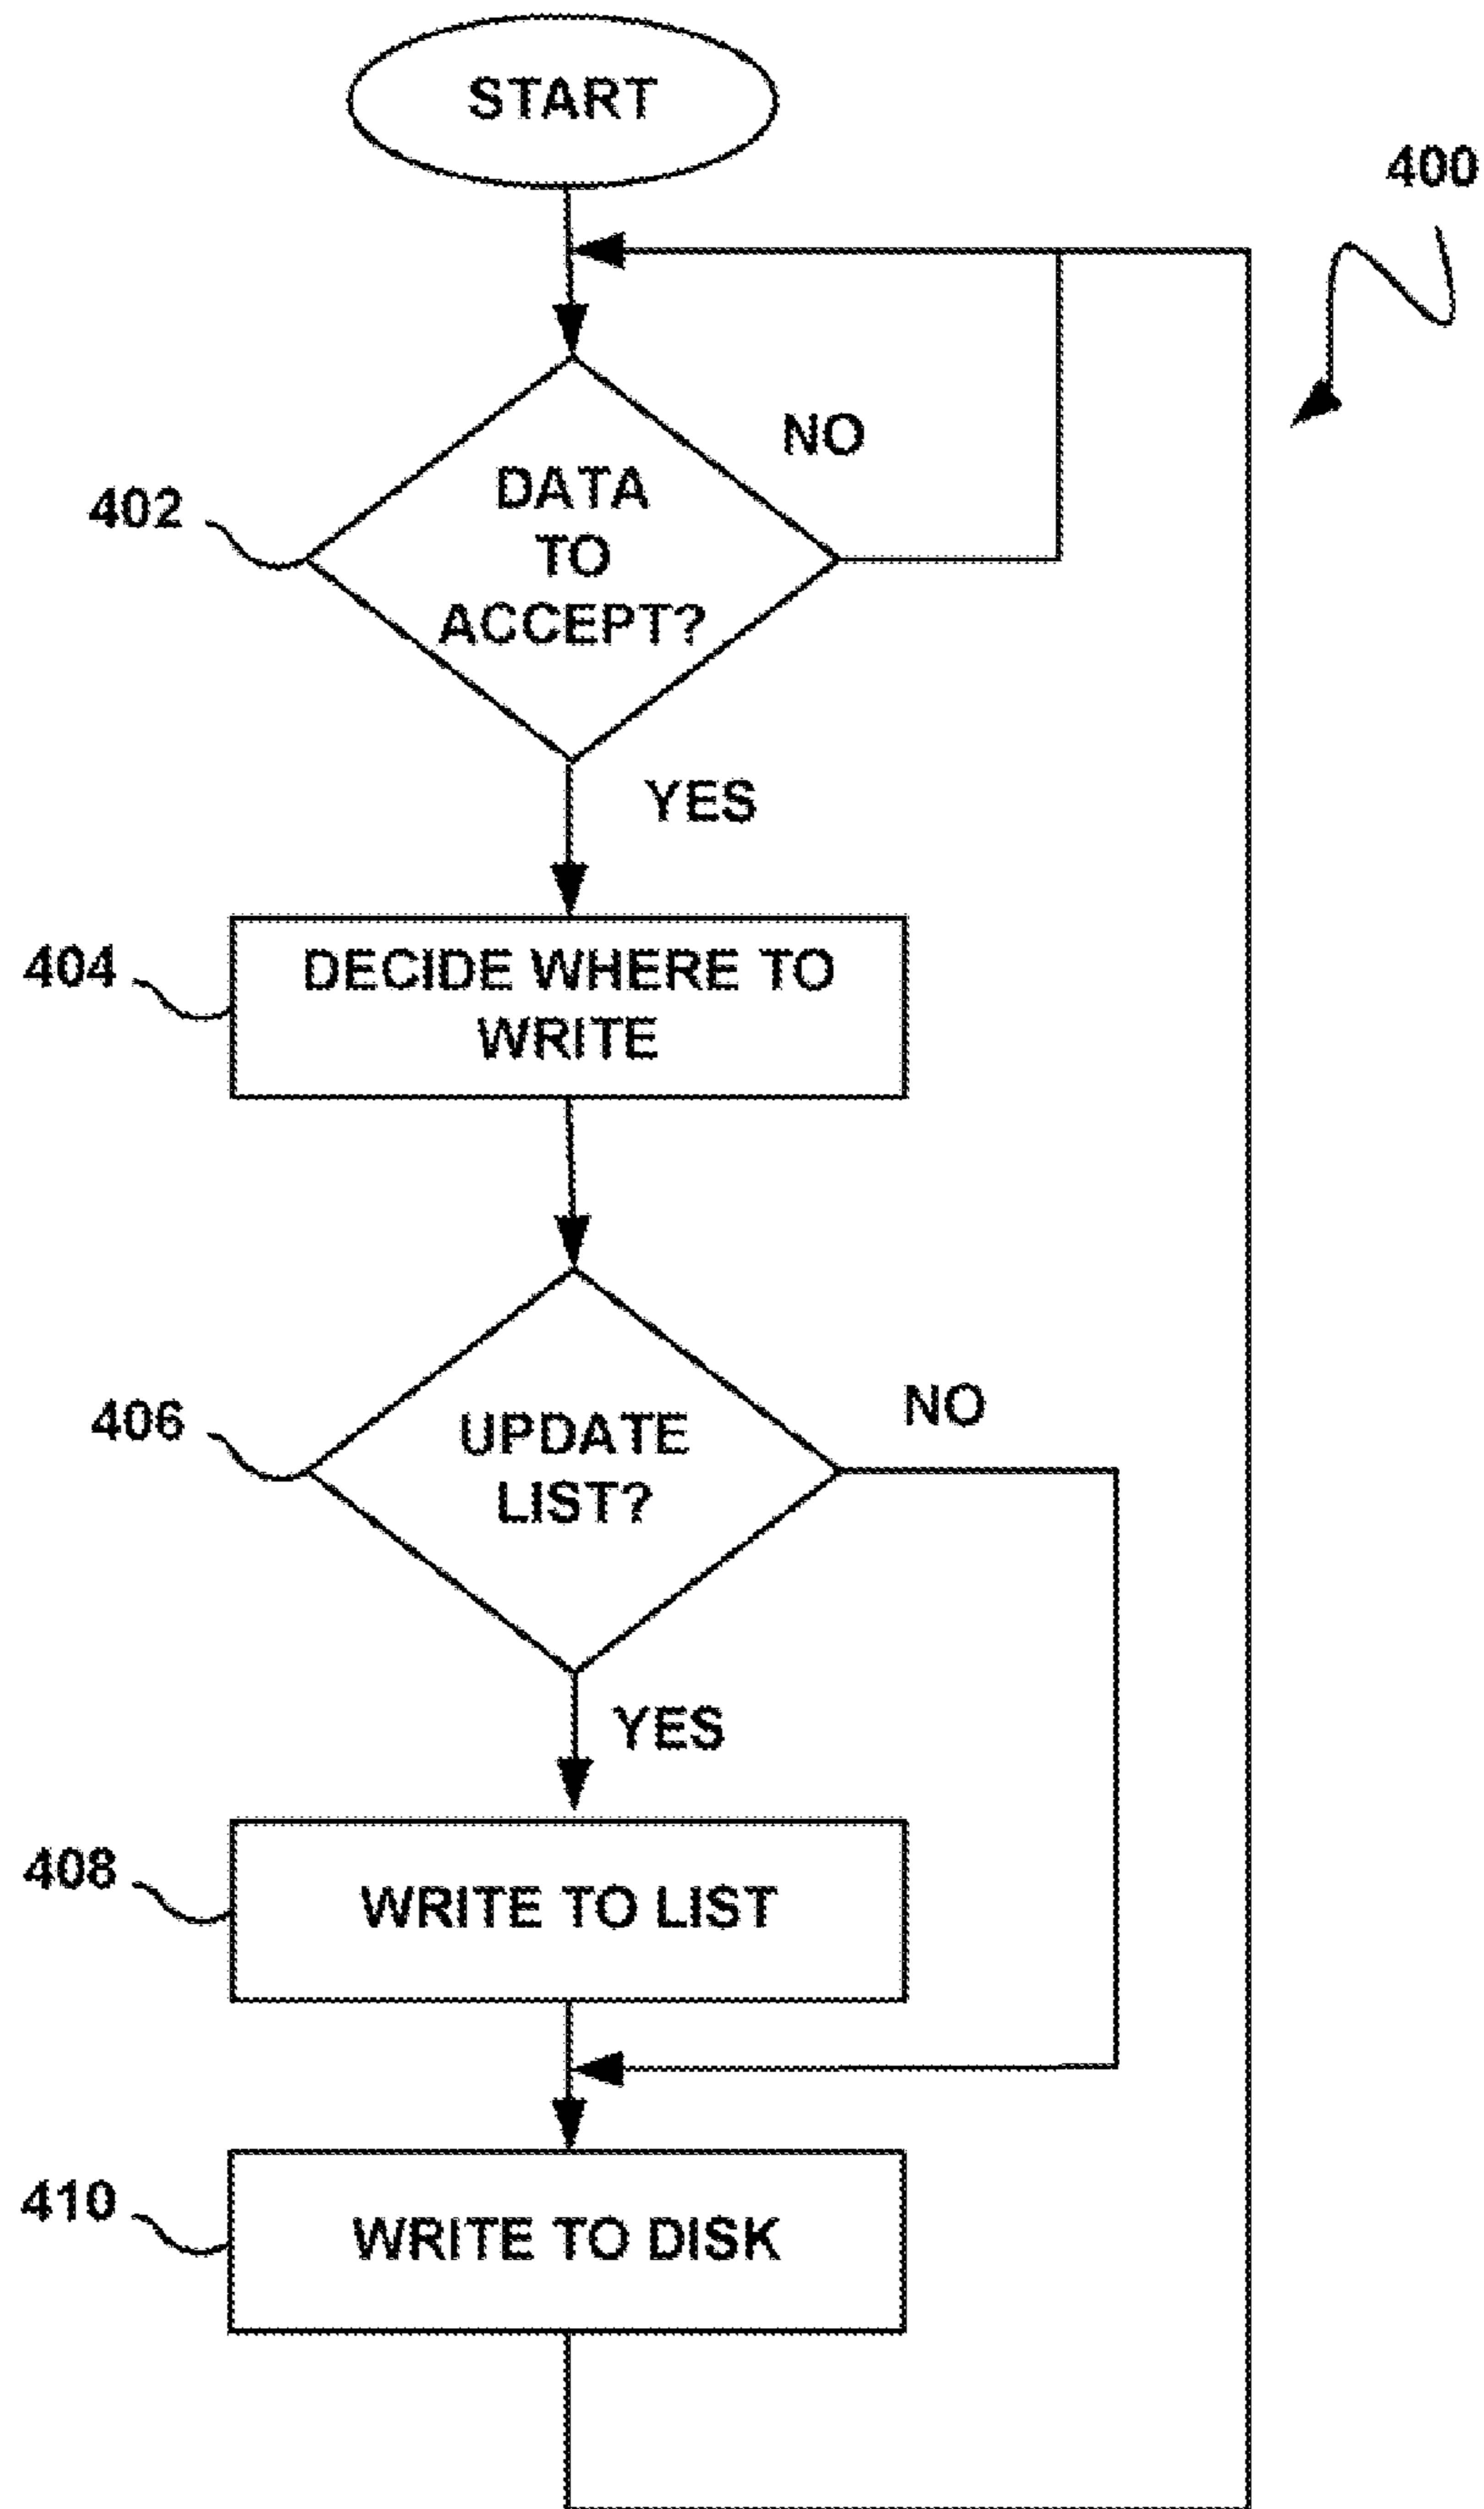 START
400
NO
402
DATA
TO
ACCEPT?
YES
404
DECIDE WHERE TO
WRITE
NO
406
UPDATE
LIST?
YES
408
WRITE TO LIST
410
WRITE TO DISK